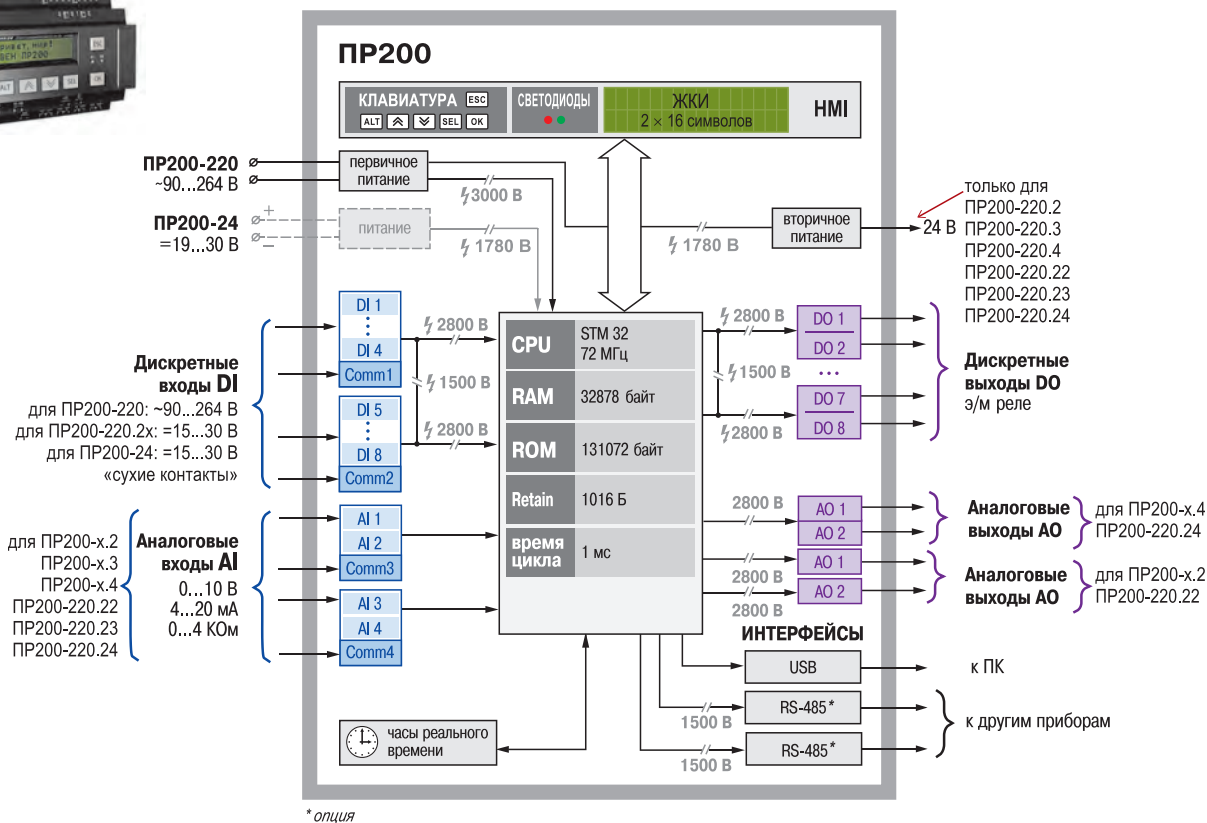 Привет, мир!
ОВЕН ПР200
ESC
ALT
SEL
OK
ПР200
КЛАВИАТУРА ESC
ALT SEL OK
СВЕТОДИОДЫ
ЖКИ
2 × 16 символов
HMI
ПР200-220
~90...264 В
первичное
питание
3000 В
ПР200-24
=19...30 В
+
–
питание
1780 В
1780 В
вторичное
питание
24 В
только для
ПР200-220.2
ПР200-220.3
ПР200-220.4
ПР200-220.22
ПР200-220.23
ПР200-220.24
Дискретные
входы DI
для ПР200-220: ~90...264 В
для ПР200-220.2х: =15...30 В
для ПР200-24: =15...30 В
«сухие контакты»
DI 1
DI 4
Comm1
DI 5
DI 8
Comm2
2800 В
1500 В
2800 В
CPU
STM 32
72 МГц
RAM
32878 байт
ROM
131072 байт
Retain
1016 Б
время
цикла
1 мс
2800 В
1500 В
2800 В
DO 1
DO 2
...
DO 7
DO 8
Дискретные
выходы DO
э/м реле
для ПР200-х.2
ПР200-х.3
ПР200-х.4
ПР200-220.22
ПР200-220.23
ПР200-220.24
Аналоговые
входы AI
0...10 В
4...20 мА
0...4 КОм
AI 1
AI 2
Comm3
AI 3
AI 4
Comm4
2800 В
AO 1
AO 2
Аналоговые
выходы АО
для ПР200-х.4
ПР200-220.24
2800 В
2800 В
AO 1
AO 2
Аналоговые
выходы АО
для ПР200-х.2
ПР200-220.22
ИНТЕРФЕЙСЫ
USB
к ПК
1500 В
RS-485*
1500 В
RS-485*
к другим приборам
часы реального
времени
* опция